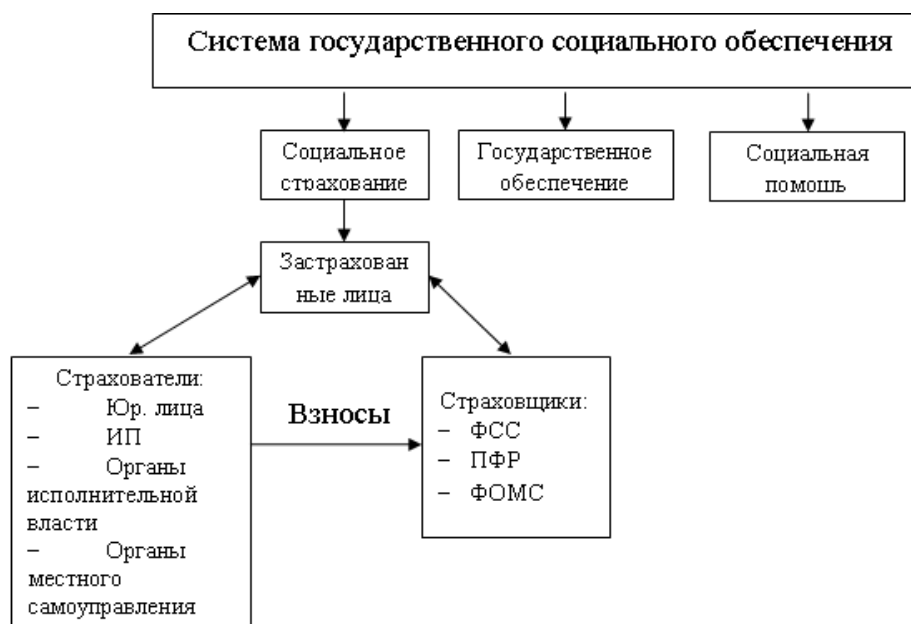 Система государственного социального обеспечения
Социальное
страхование
Государственное
обеспечение
Социальная
помошь
Застрахован
ные лица
Страхователи:
– Юр. лица
– ИП
– Органы
исполнительной
власти
– Органы
местного
самоуправления
Взносы
Страховщики:
– ФСС
– ПФР
– ФОМС